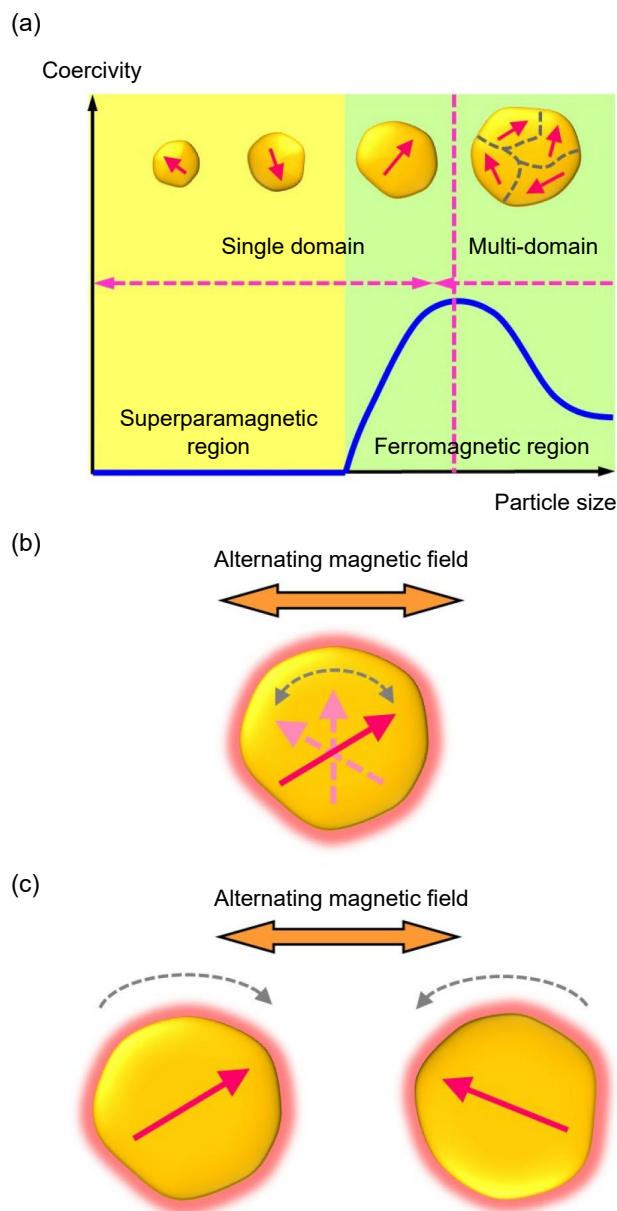 (a)
Coercivity
Single domain
Multi-domain
Superparamagnetic
region
Ferromagnetic region
Particle size
(b)
Alternating magnetic field
(c)
Alternating magnetic field